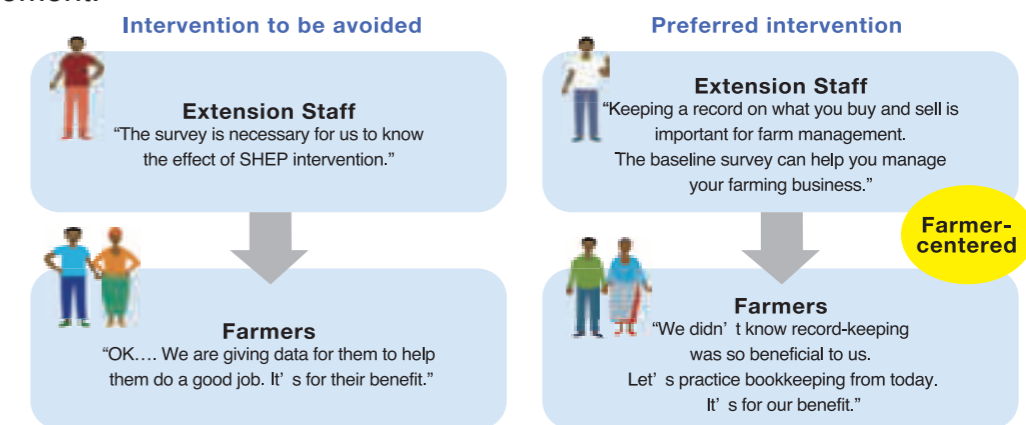 Intervention to be avoided
Extension Staff
“The survey is necessary for us to know
the effect of SHEP intervention.”
Farmers
“OK…. We are giving data for them to help
them do a good job. It’ s for their benefit.”
Preferred intervention
Extension Staff
“Keeping a record on what you buy and sell is
important for farm management.
The baseline survey can help you manage
your farming business.”
Farmer-
centered
Farmers
“We didn’ t know record-keeping
was so beneficial to us.
Let’ s practice bookkeeping from today.
It’ s for our benefit.”